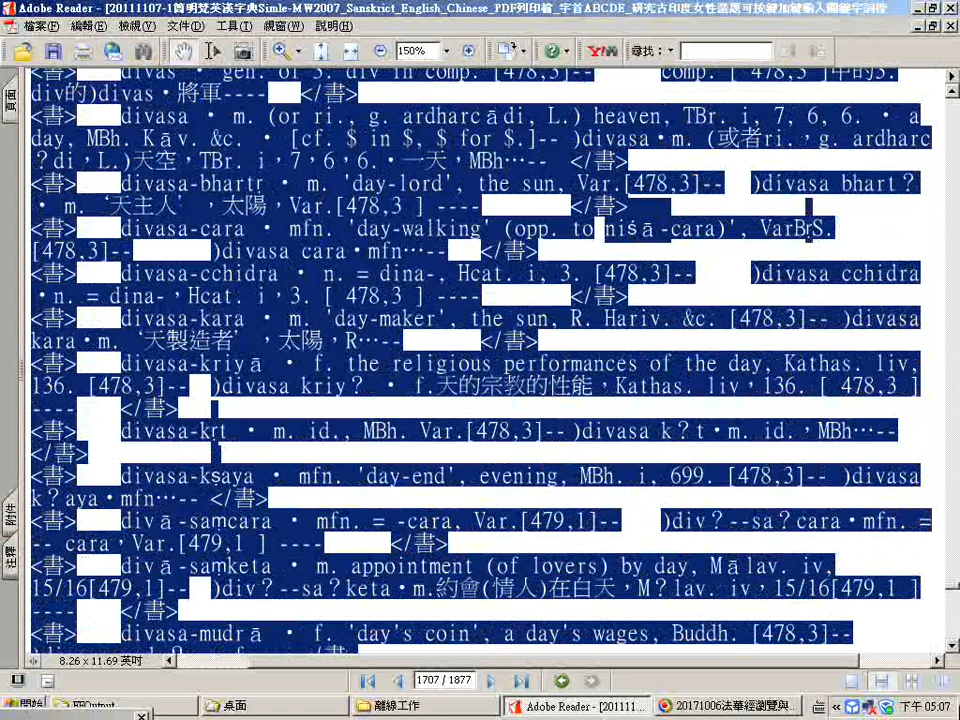 Adobe Reader - [20111107-1簡明梵英漢字典Simle-MW2007_Sanskrict_English_Chinese_PDF列印檔_字首ABCDE_研究古印度女性議題可按
檔案(F) 編輯(E) 檢視(V) 文件(D) 工具(T) 視窗(W) 說明(H)
150% Y! 尋找：
頁面
<書> divas ‧ gen. of 3. div in comp. [478,3]-- comp. [ 478,3 ]中的3.
div的)divas‧將軍---- </書>
<書> divasa ‧ m. (or ri., g. ardharcādi, L.) heaven, TBr. i, 7, 6, 6. ‧ a
day, MBh. Kāv. &c. ‧ [cf. $ in $, $ for $.]-- )divasa‧m. (或者ri.，g. ardharc
？di，L.)天空，TBr. i，7，6，6.‧一天，MBh…-- </書>
<書> divasa-bhartṛ ‧ m. 'day-lord', the sun, Var.[478,3]-- )divasa bhart？
‧ m.‘天主人’，太陽，Var.[478,3 ] ---- </書>
<書> divasa-cara ‧ mfn. 'day-walking' (opp. to niśā-cara)', VarBṛS.
[478,3]-- )divasa cara‧mfn…-- </書>
<書> divasa-cchidra ‧ n. = dina-, Hcat. i, 3. [478,3]-- )divasa cchidra
‧n. = dina-，Hcat. i，3. [ 478,3 ] ---- </書>
<書> divasa-kara ‧ m. 'day-maker', the sun, R. Hariv. &c. [478,3]-- )divasa
kara‧m.‘天製造者’，太陽，R…-- </書>
<書> divasa-kriyā ‧ f. the religious performances of the day, Kathas. liv,
136. [478,3]-- )divasa kriy？ ‧ f.天的宗教的性能，Kathas. liv，136. [ 478,3 ]
---- </書>
<書> divasa-kṛt ‧ m. id., MBh. Var.[478,3]-- )divasa k？t‧m. id.，MBh…--
</書>
<書> divasa-kṣaya ‧ mfn. 'day-end', evening, MBh. i, 699. [478,3]-- )divasa
k？aya‧mfn…-- </書>
<書> divā-saṃcara ‧ mfn. = -cara, Var.[479,1]-- )div？--sa？cara‧mfn. =
-- cara，Var.[479,1 ] ---- </書>
<書> divā-saṃketa ‧ m. appointment (of lovers) by day, Mālav. iv,
15/16[479,1]-- )div？--sa？keta‧m.約會(情人)在白天，M？lav. iv，15/16[479,1 ]
---- </書>
<書> divasa-mudrā ‧ f. 'day's coin', a day's wages, Buddh. [478,3]--
附件
注釋
8.26 x 11.69 英吋
1707 / 1877
開始 FFOutput 桌面 離線工作 Adobe Reader - [201111... 20171006法華經瀏覽與... 下午 05:07